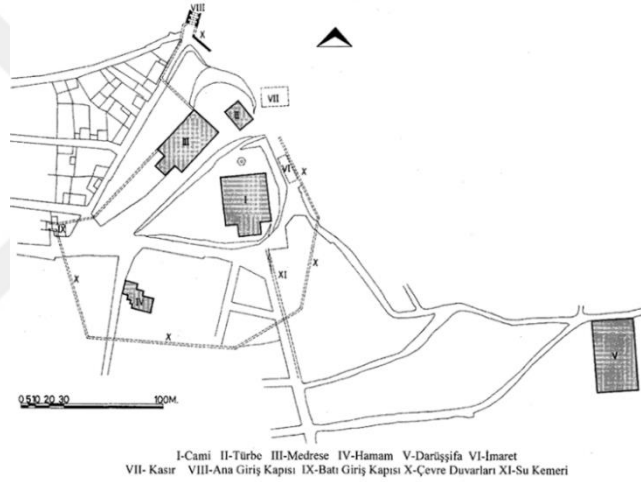 VIII
X
VII
II
III
X
VI
I
IX
X
XI
X
IV
X
V
0 5 10 20 30 100M.
I-Cami II-Türbe III-Medrese IV-Hamam V-Darüşşifa VI-İmaret
VII- Kasır VIII-Ana Giriş Kapısı IX-Batı Giriş Kapısı X-Çevre Duvarları XI-Su Kemeri